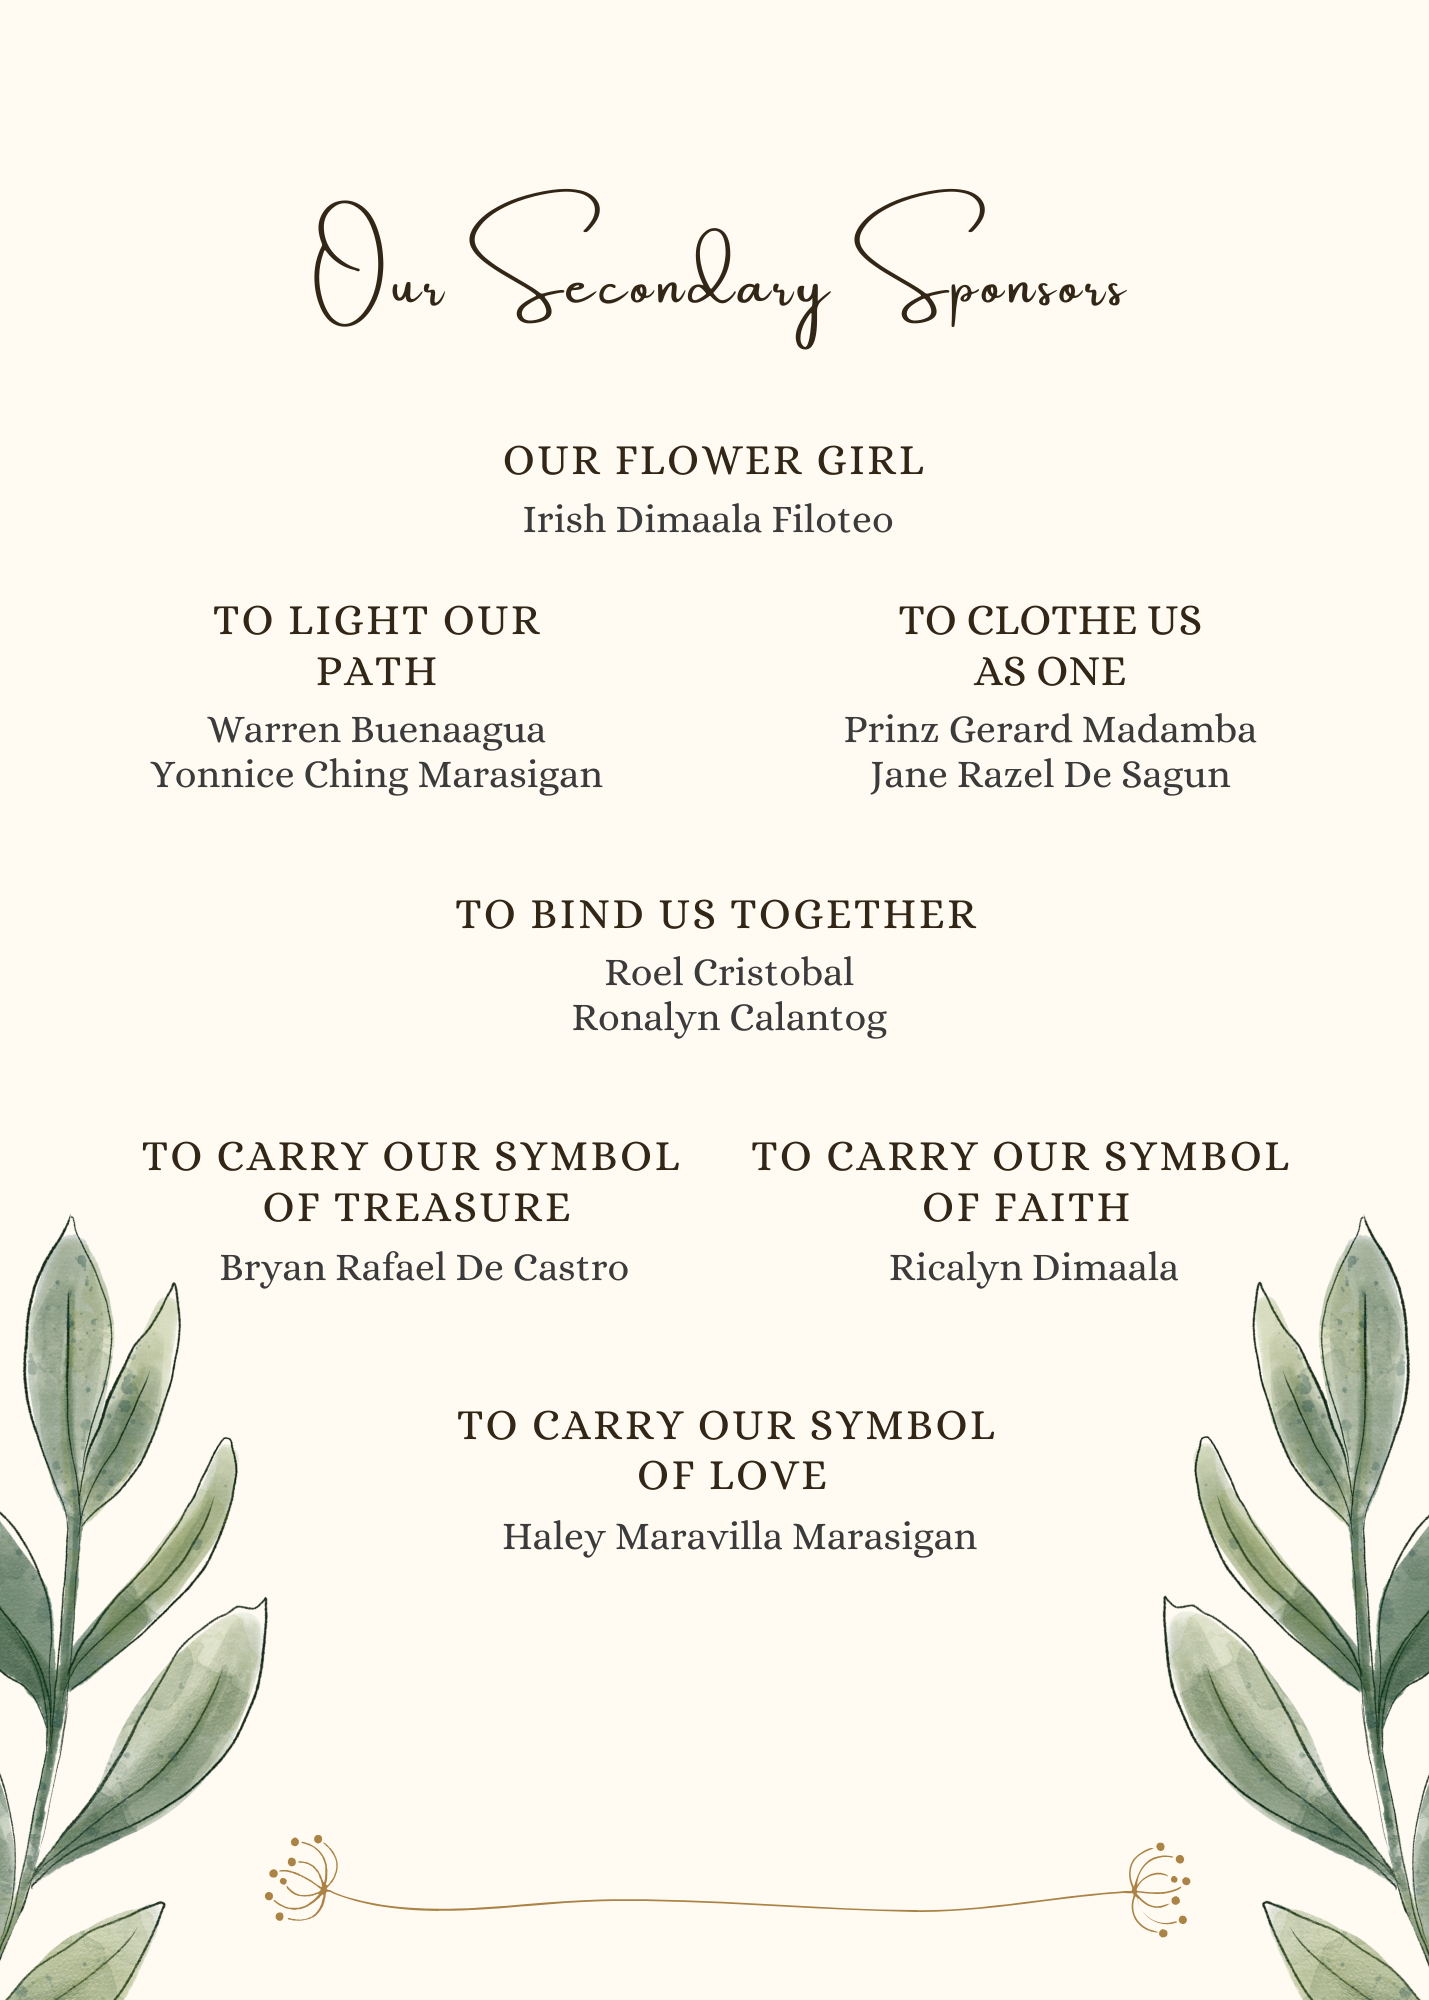 Our Secondary Sponsors
OUR FLOWER GIRL
Irish Dimaala Filoteo
TO LIGHT OUR
PATH
Warren Buenaagua
Yonnice Ching Marasigan
TO CLOTHE US
AS ONE
Prinz Gerard Madamba
Jane Razel De Sagun
TO BIND US TOGETHER
Roel Cristobal
Ronalyn Calantog
TO CARRY OUR SYMBOL
OF TREASURE
Bryan Rafael De Castro
TO CARRY OUR SYMBOL
OF FAITH
Ricalyn Dimaala
TO CARRY OUR SYMBOL
OF LOVE
Haley Maravilla Marasigan